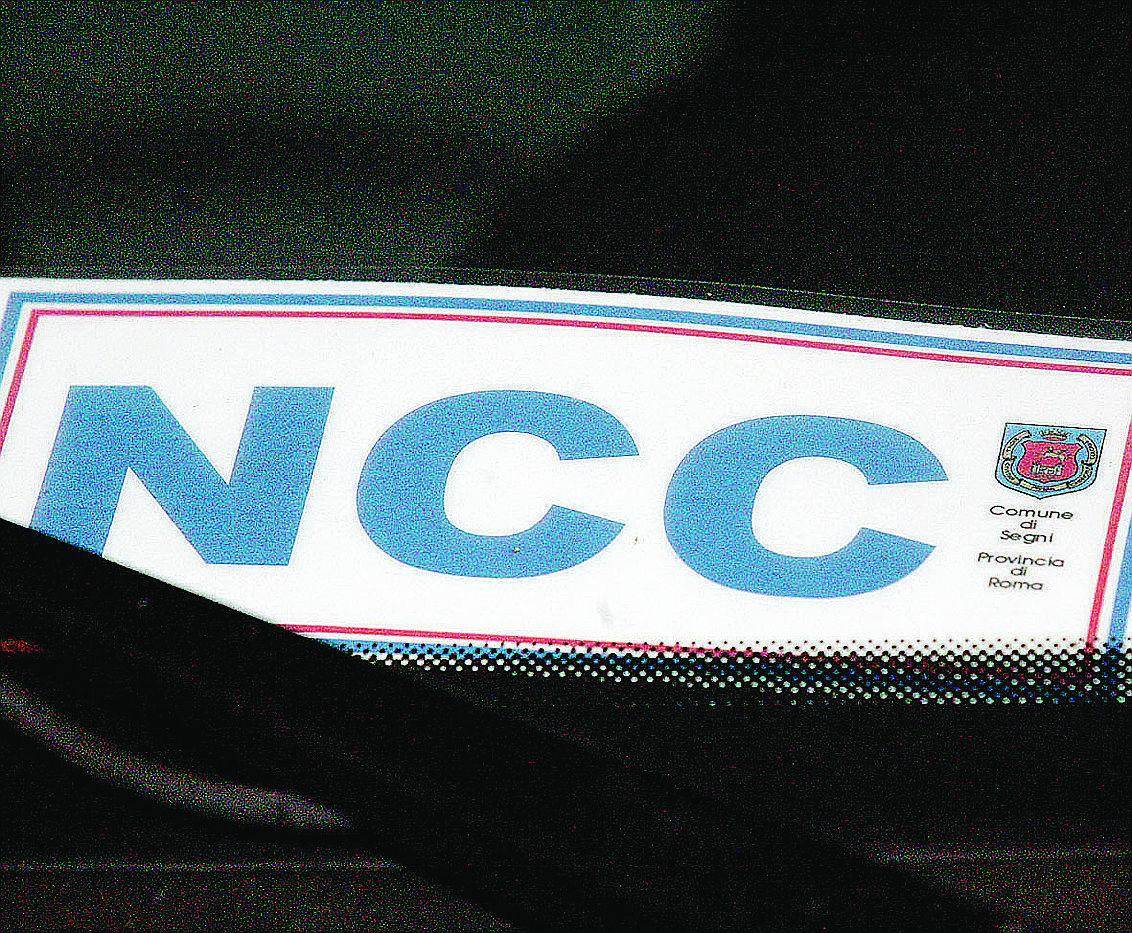 NCC
Comune
di
Segni
Provincia
di
Roma